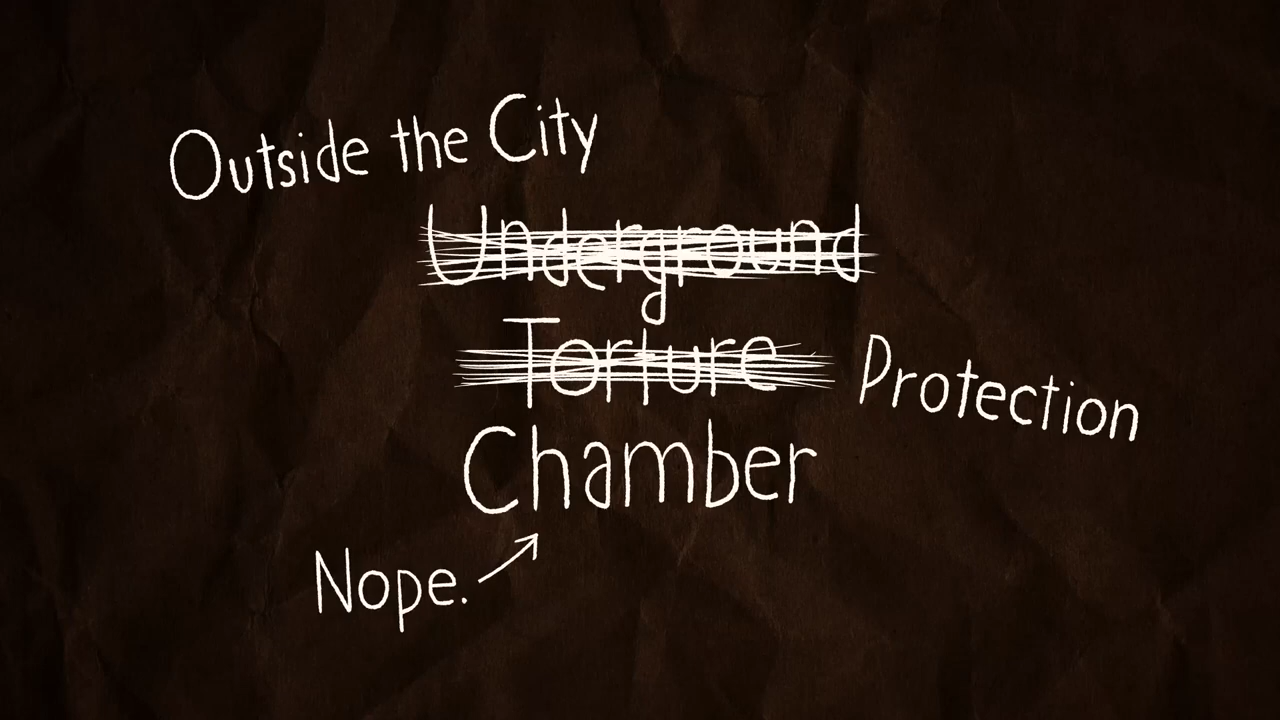 Outside the City
Underground
Torture
Protection
Chamber
Nope.